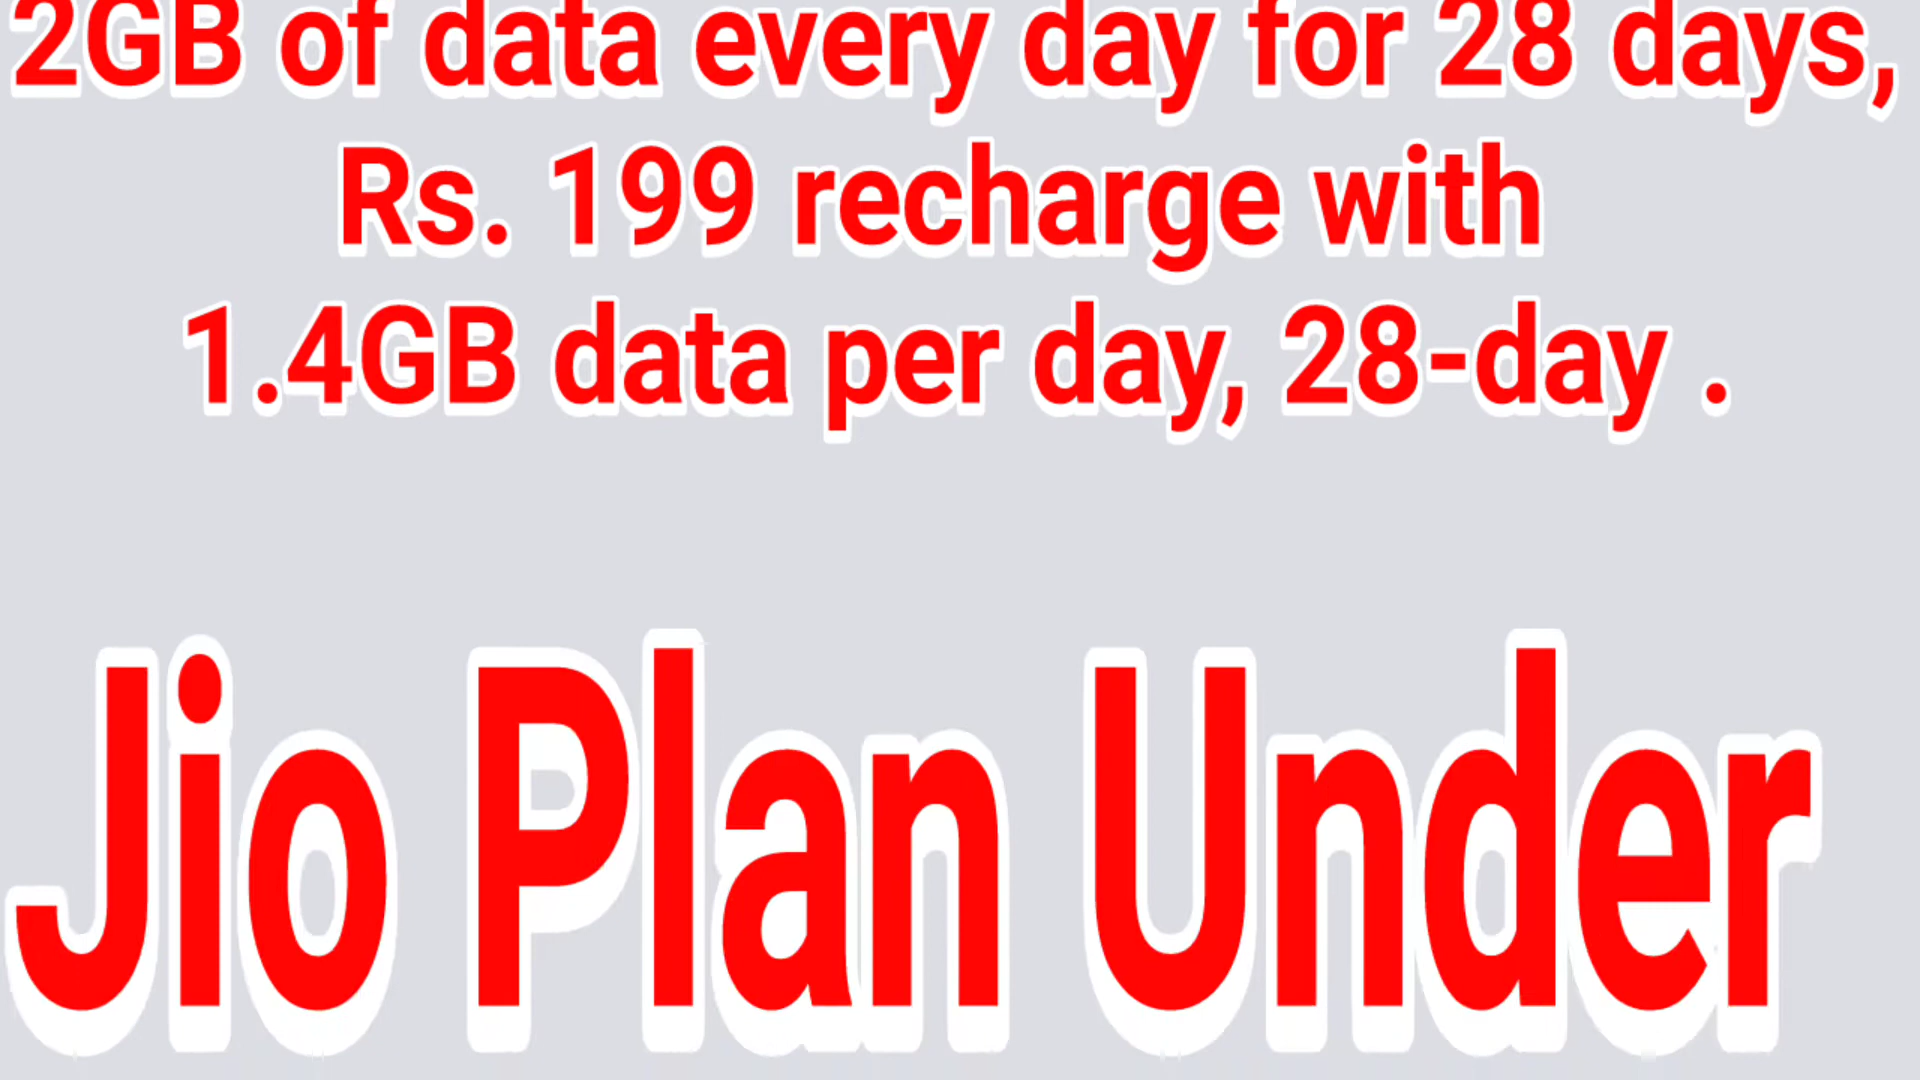 2GB of data every day for 28 days,
Rs. 199 recharge with
1.4GB data per day, 28-day .
Jio Plan Under